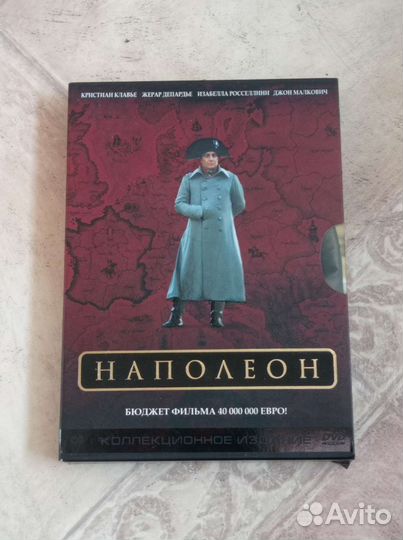 КРИСТИАН КЛАВЬЕ ЖЕРАР ДЕПАРДЬЕ ИЗАБЕЛЛА РОССЕЛЛИНИ ДЖОН МАЛКОВИЧ
НАПОЛЕОН
БЮДЖЕТ ФИЛЬМА 40 000 000 ЕВРО!
КОЛЛЕКЦИОННОЕ ИЗДАНИЕ DVD
Avito